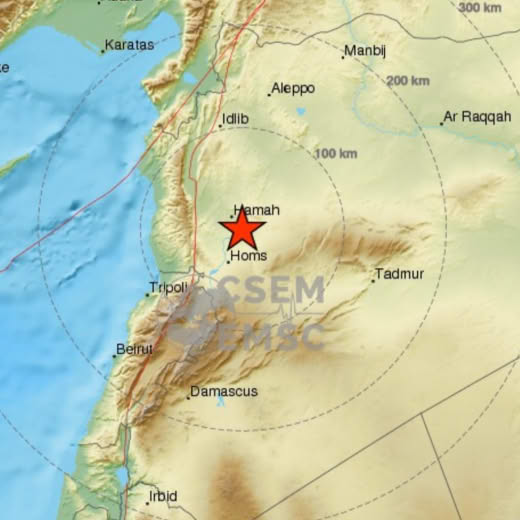 300 km
Karatas
Manbij
200 km
Aleppo
Ar Raqqah
Idlib
100 km
Hamah
Homs
Tadmur
Tripoli
CSEM
EMSC
Beirut
Damascus
Irbid